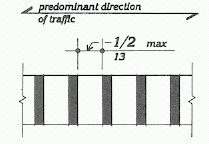 predominant direction
of traffic
1/2 max
13